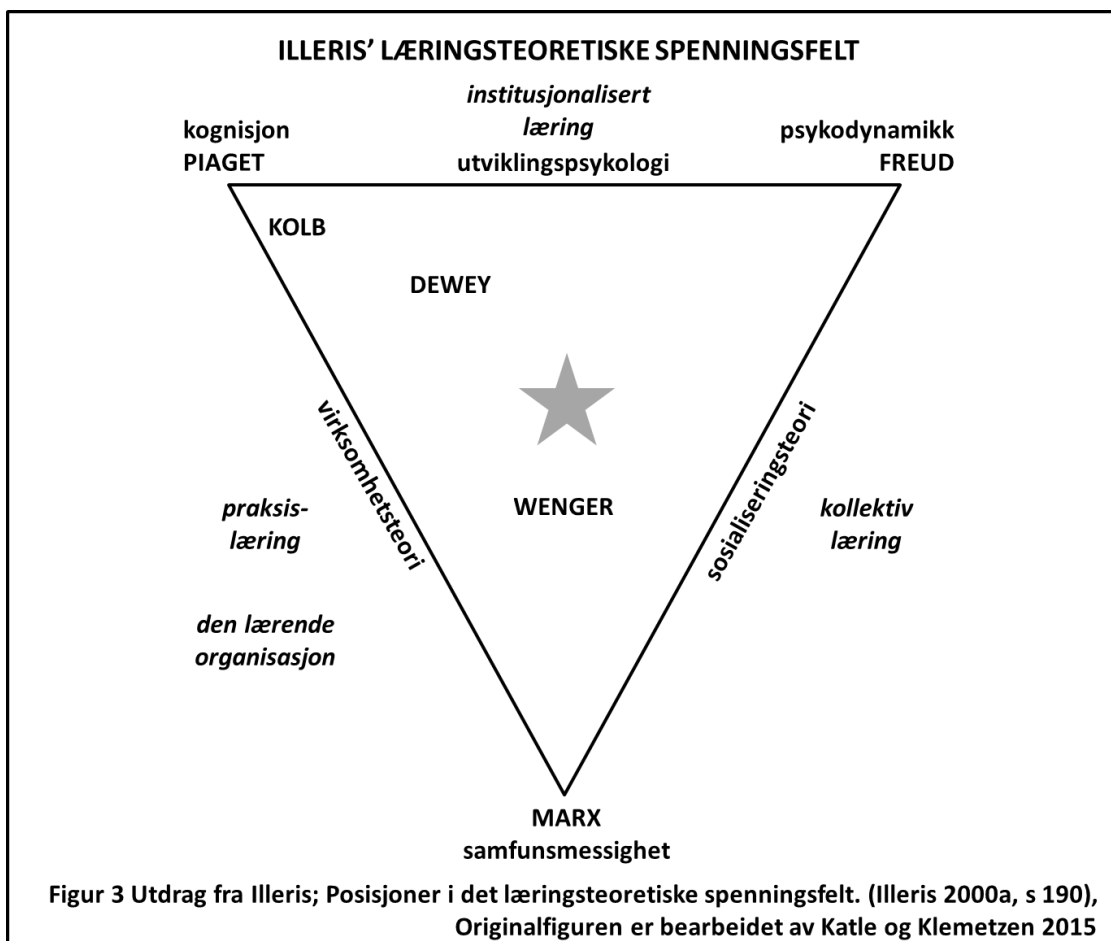 ILLERIS’ LÆRINGSTEORETISKE SPENNINGSFELT
institusjonalisert
læring
kognisjon
PIAGET
utviklingspsykologi
psykodynamikk
FREUD
KOLB
DEWEY
virksomhetsteori
sosialiseringsteori
WENGER
praksis-
læring
kollektiv
læring
den lærende
organisasjon
MARX
samfunsmessighet
Figur 3 Utdrag fra Illeris; Posisjoner i det læringsteoretiske spenningsfelt. (Illeris 2000a, s 190),
Originalfiguren er bearbeidet av Katle og Klemetzen 2015